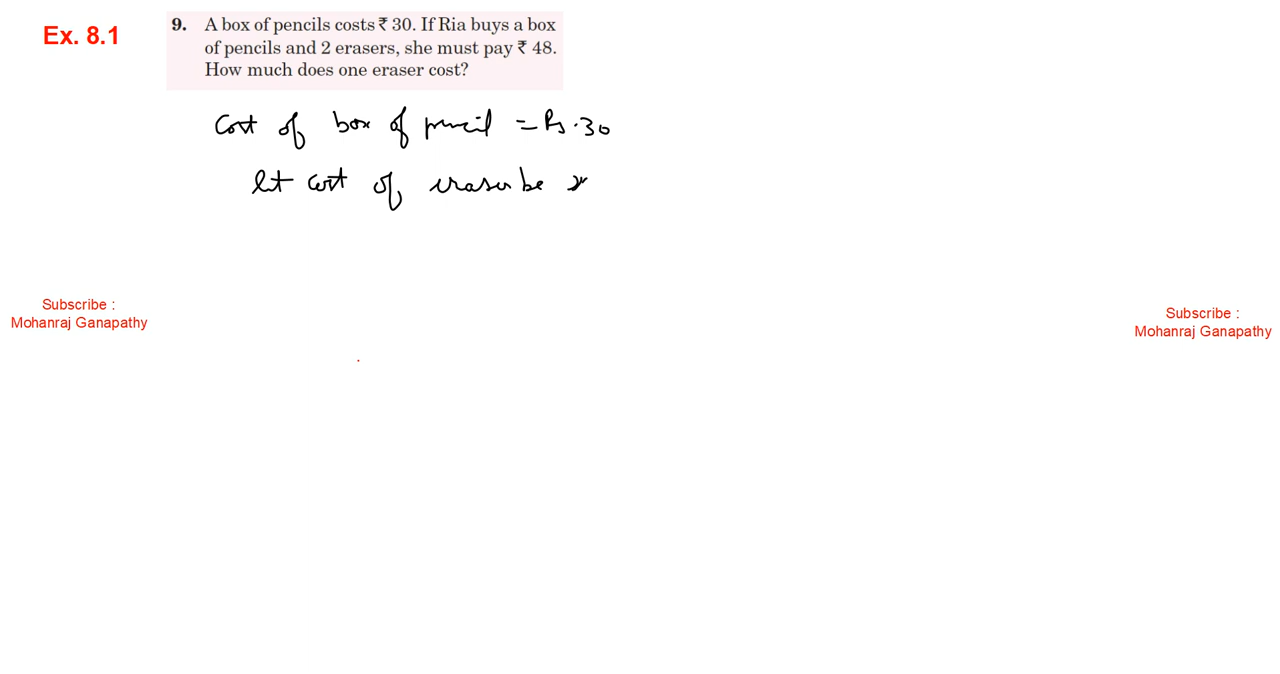 Ex. 8.1
9. A box of pencils costs ₹ 30. If Ria buys a box
of pencils and 2 erasers, she must pay ₹ 48.
How much does one eraser cost?
Cost of box of pencil = Rs. 30
let cost of eraser be x
Subscribe :
Mohanraj Ganapathy
Subscribe :
Mohanraj Ganapathy